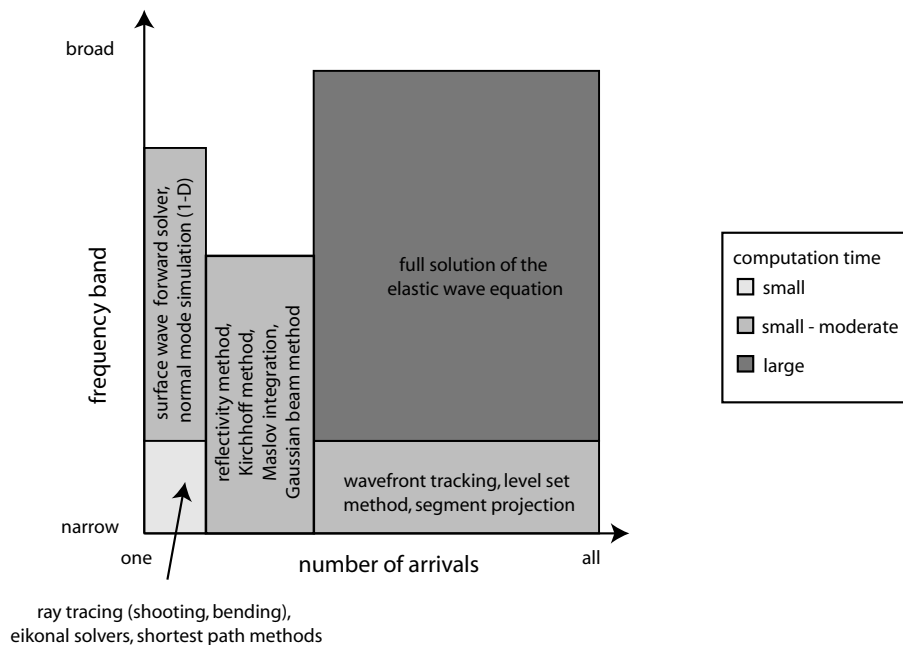 broad
frequency band
narrow
surface wave forward solver,
normal mode simulation (1-D)
reflectivity method,
Kirchhoff method,
Maslov integration,
Gaussian beam method
full solution of the
elastic wave equation
wavefront tracking, level set
method, segment projection
one
number of arrivals
all
ray tracing (shooting, bending),
eikonal solvers, shortest path methods
computation time
small
small - moderate
large